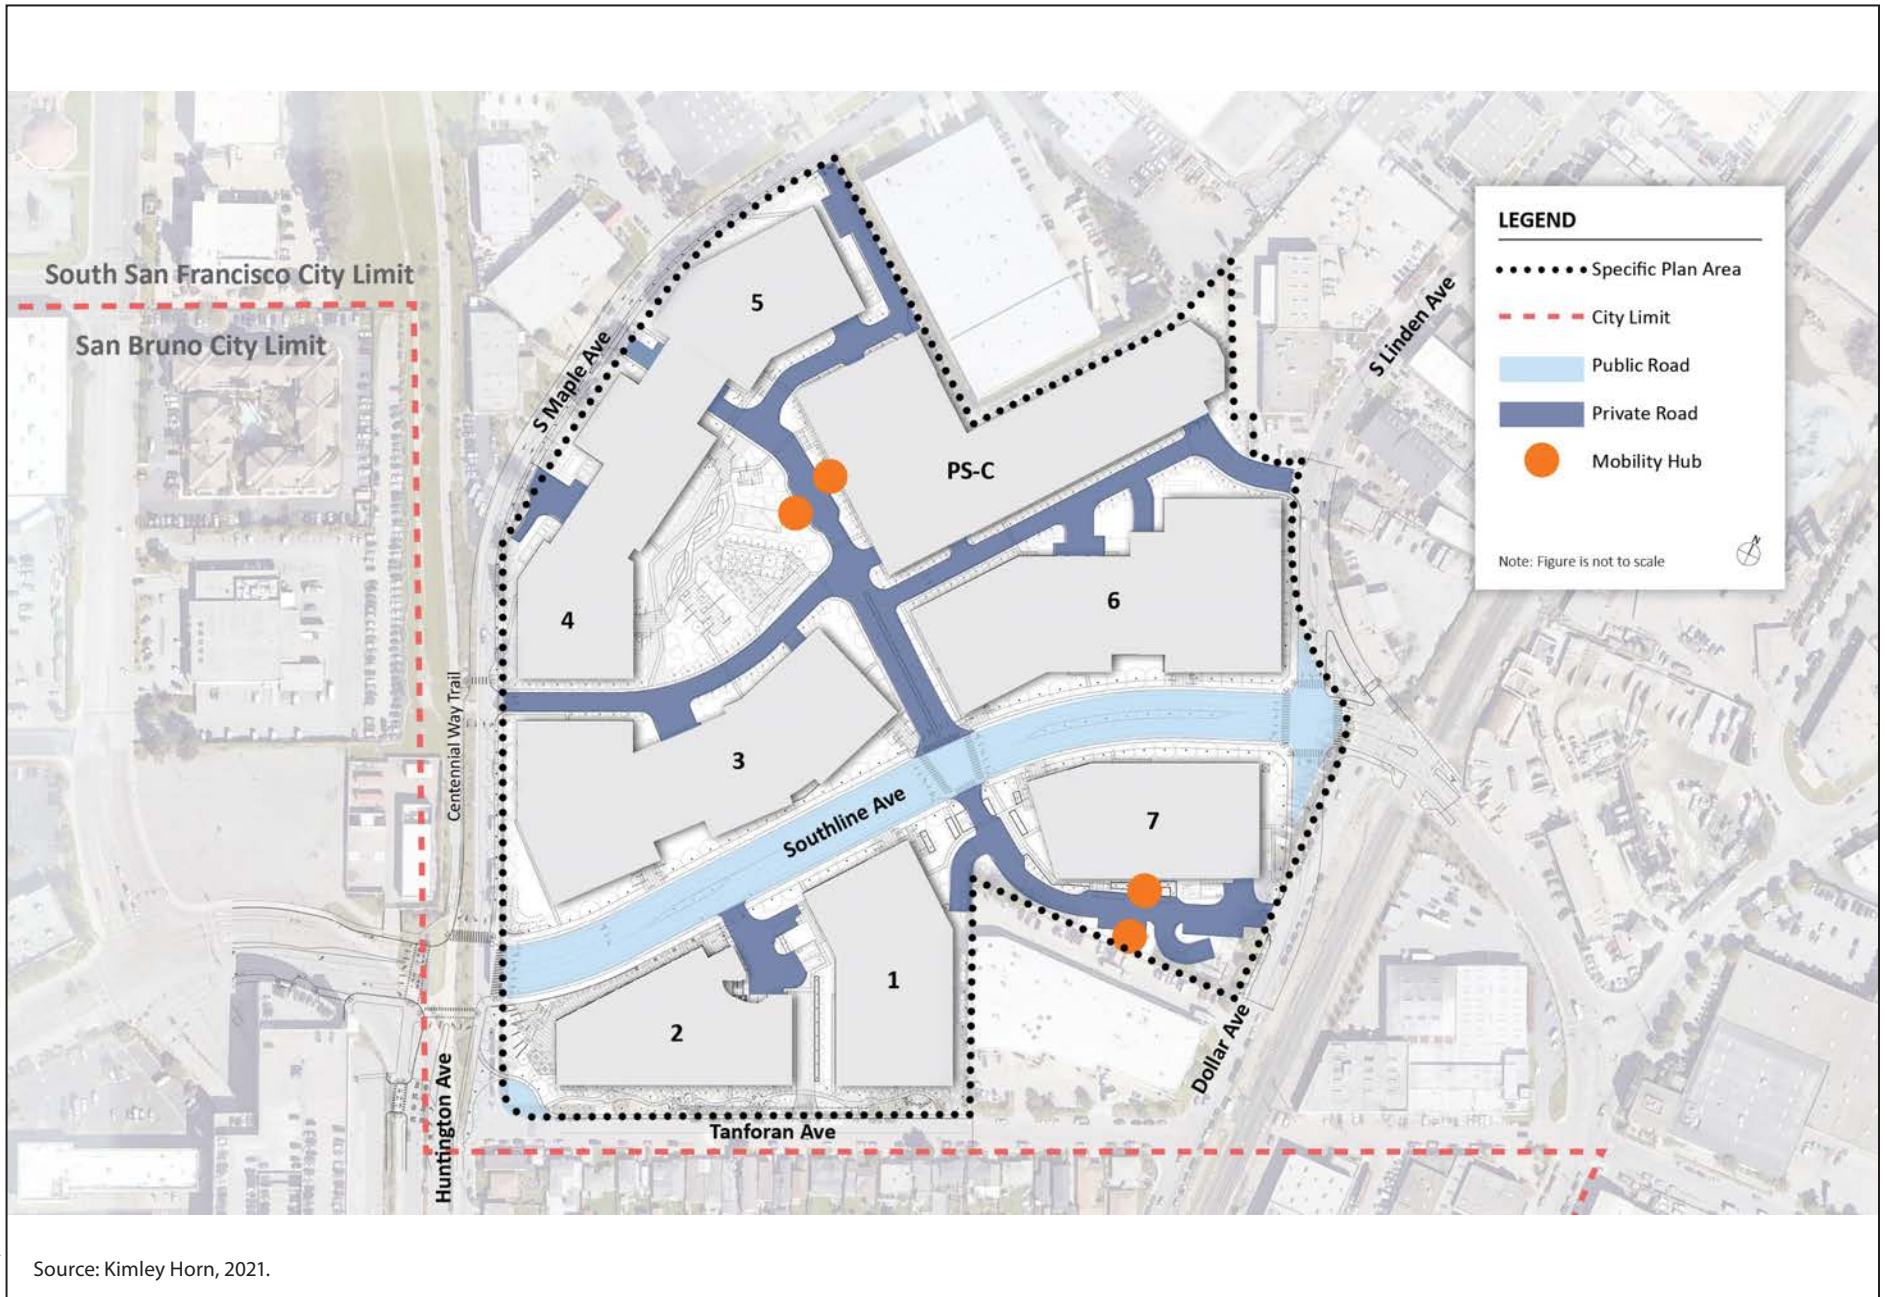 South San Francisco City Limit
San Bruno City Limit
S Maple Ave
5
S Linden Ave
LEGEND
Specific Plan Area
City Limit
Public Road
Private Road
Mobility Hub
N
Note: Figure is not to scale
PS-C
4
6
Centennial Way Trail
3
Southline Ave
7
1
2
Dollar Ave
Huntington Ave
Tanforan Ave
Source: Kimley Horn, 2021.